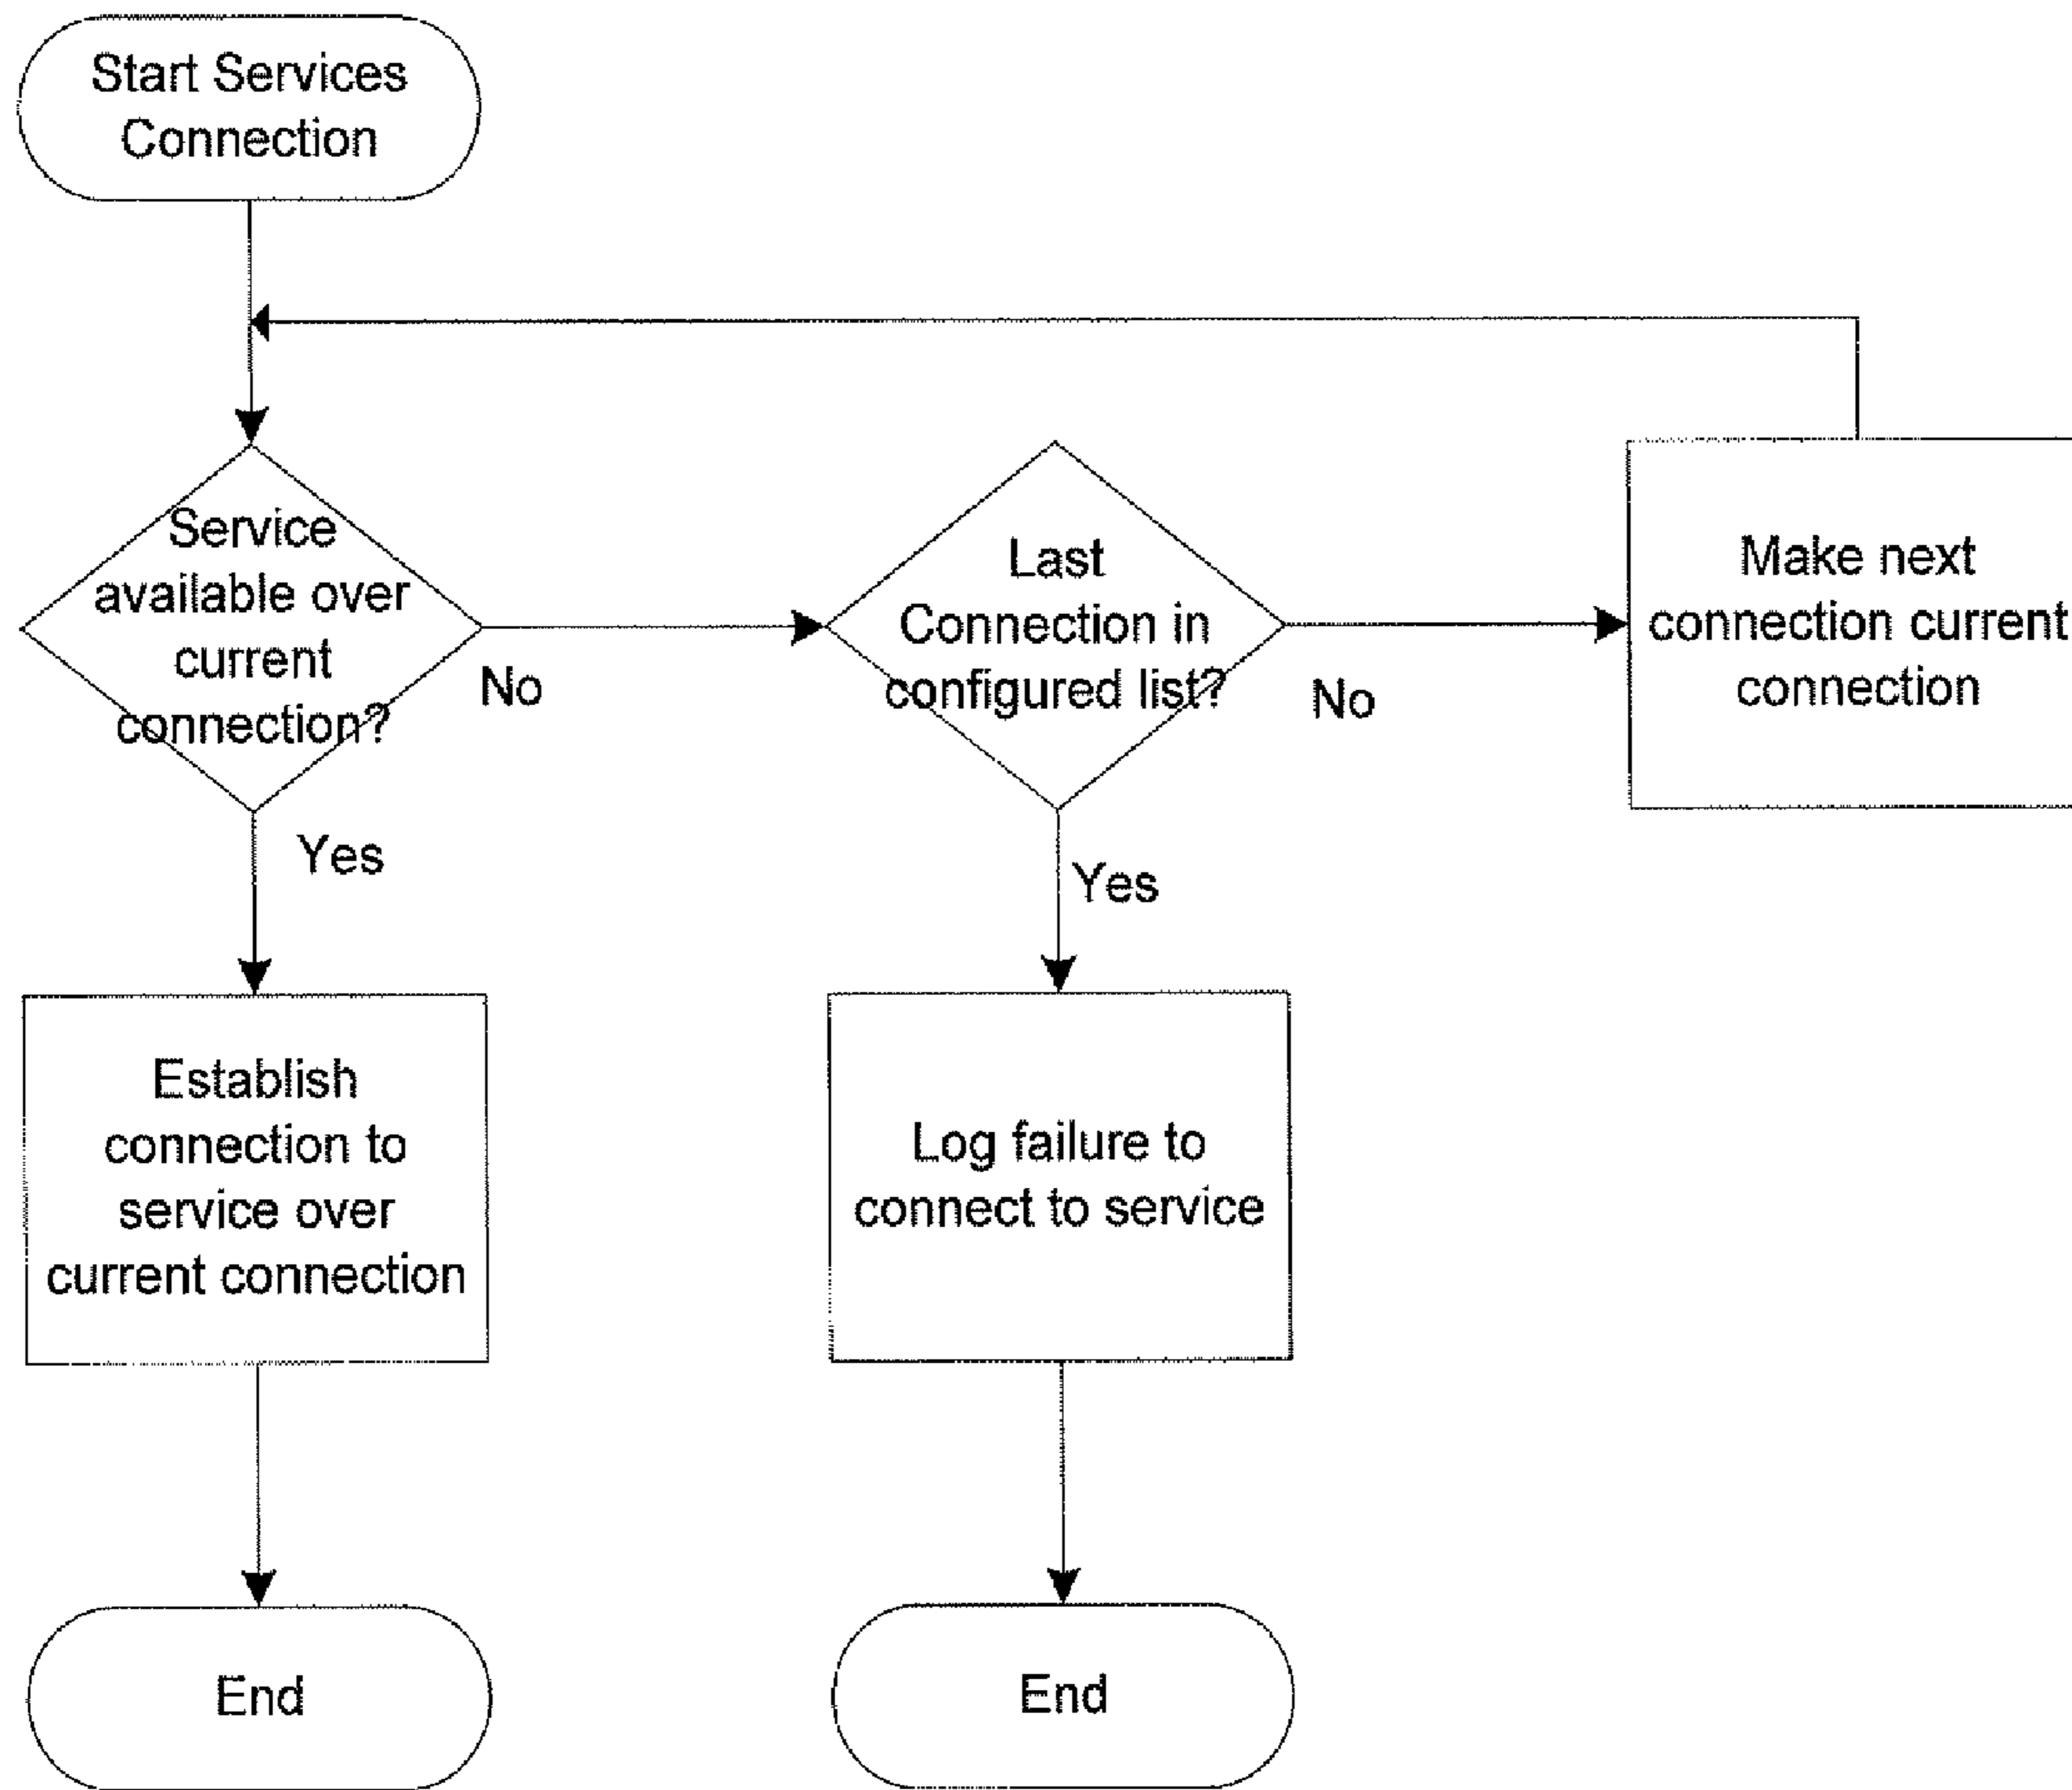 Start Services
Connection
Service
available over
current
connection?
No
Last
Connection in
configured list?
No
Make next
connection current
connection
Yes
Yes
Establish
connection to
service over
current connection
Log failure to
connect to service
End
End